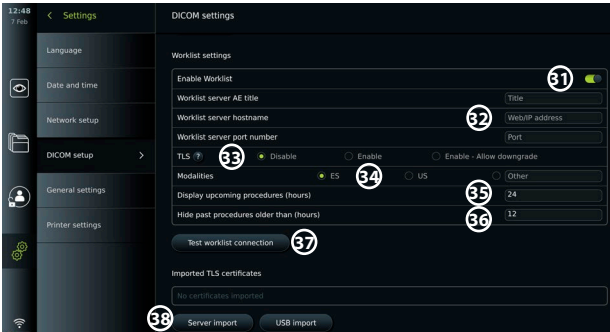 12:48
7 Feb
Settings
DICOM settings
Language
Date and time
Network setup
DICOM setup
General settings
Printer settings
Worklist settings
Enable Worklist 31
Worklist server AE title Title
Worklist server hostname 32 Web/IP address
Worklist server port number Port
TLS ? 33 Disable Enable Enable - Allow downgrade
Modalities ES 34 US Other
Display upcoming procedures (hours) 35 24
Hide past procedures older than (hours) 36 12
Test worklist connection 37
Imported TLS certificates
No certificates imported
38 Server import USB import